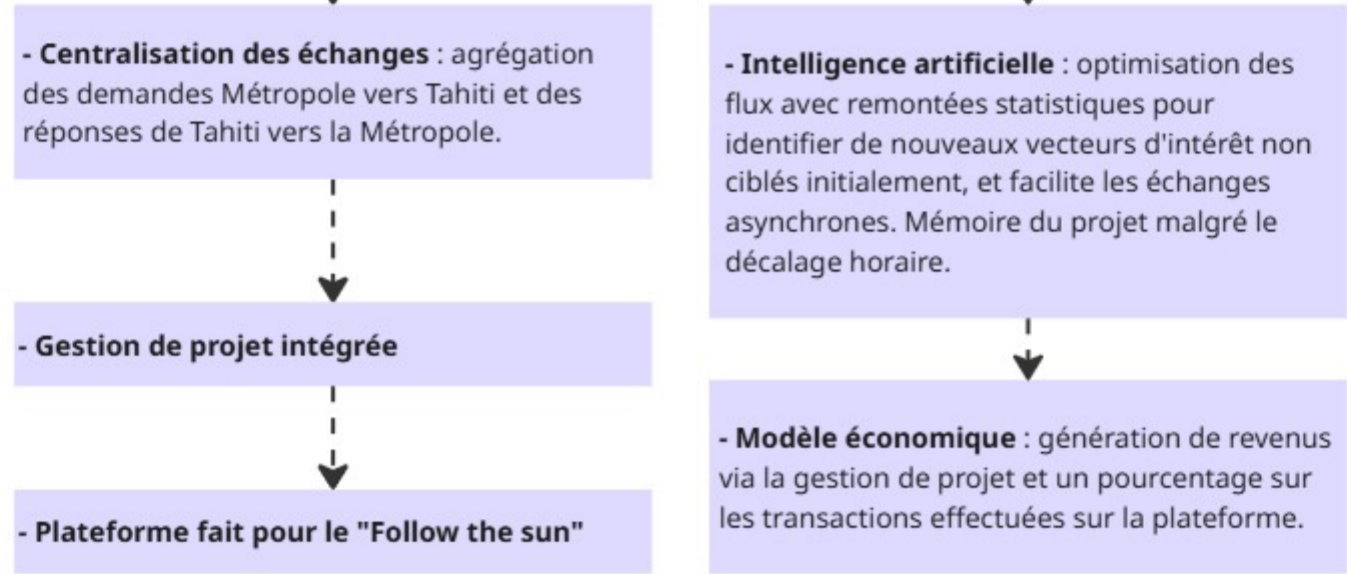 - Centralisation des échanges : agrégation
des demandes Métropole vers Tahiti et des
réponses de Tahiti vers la Métropole.
- Gestion de projet intégrée
- Plateforme fait pour le "Follow the sun"
- Intelligence artificielle : optimisation des
flux avec remontées statistiques pour
identifier de nouveaux vecteurs d'intérêt non
ciblés initialement, et facilite les échanges
asynchrones. Mémoire du projet malgré le
décalage horaire.
- Modèle économique : génération de revenus
via la gestion de projet et un pourcentage sur
les transactions effectuées sur la plateforme.